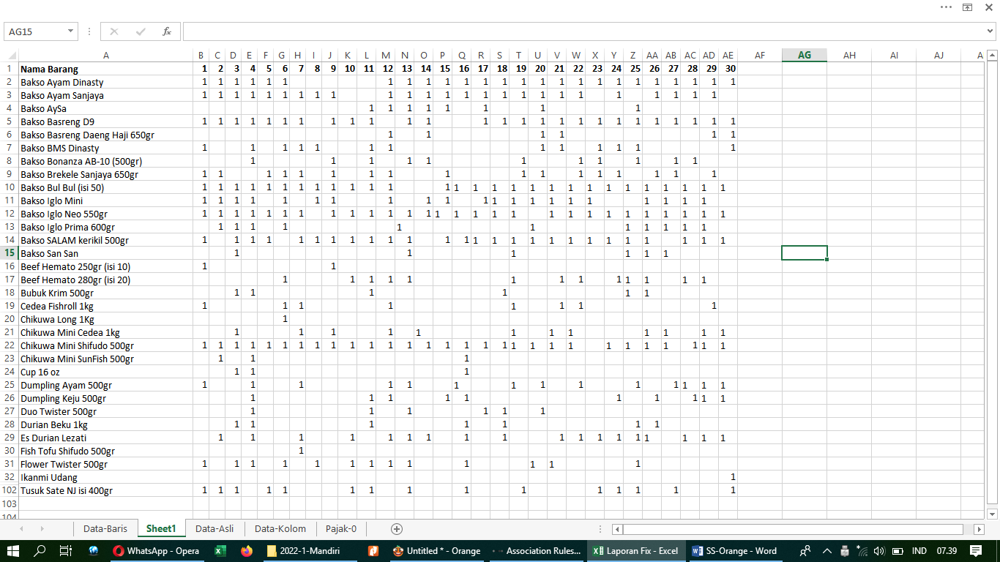 AG15 fx
A B C D E F G H I J K L M N O P Q R S T U V W X Y Z AA AB AC AD AE AF AG AH AI AJ A
1 Nama Barang 1 2 3 4 5 6 7 8 9 10 11 12 13 14 15 16 17 18 19 20 21 22 23 24 25 26 27 28 29 30
2 Bakso Ayam Dinasty 1 1 1 1 1 1 1 1 1 1 1 1 1 1 1 1 1 1 1 1 1 1 1 1 1
3 Bakso Ayam Sanjaya 1 1 1 1 1 1 1 1 1 1 1 1 1 1 1 1 1 1 1 1 1 1 1 1 1
4 Bakso AySa 1 1 1 1 1 1 1 1
5 Bakso Basreng D9 1 1 1 1 1 1 1 1 1 1 1 1 1 1 1 1 1 1 1 1 1 1 1 1 1 1
6 Bakso Basreng Daeng Haji 650gr 1 1 1 1 1 1
7 Bakso BMS Dinasty 1 1 1 1 1 1 1 1 1 1 1 1 1
8 Bakso Bonanza AB-10 (500gr) 1 1 1 1 1 1 1 1 1 1 1
9 Bakso Brekele Sanjaya 650gr 1 1 1 1 1 1 1 1 1 1 1 1 1 1 1 1 1
10 Bakso Bul Bul (isi 50) 1 1 1 1 1 1 1 1 1 1 1 1 1 1 1 1 1 1 1 1 1 1 1 1 1 1 1 1
11 Bakso Iglo Mini 1 1 1 1 1 1 1 1 1 1 1 1 1 1 1 1 1 1 1 1 1
12 Bakso Iglo Neo 550gr 1 1 1 1 1 1 1 1 1 1 1 1 1 1 1 1 1 1 1 1 1 1 1 1 1 1 1 1
13 Bakso Iglo Prima 600gr 1 1 1 1 1 1 1 1 1 1 1
14 Bakso SALAM kerikil 500gr 1 1 1 1 1 1 1 1 1 1 1 1 1 1 1 1 1 1 1 1 1 1 1 1 1 1
15 Bakso San San 1 1 1 1 1 1
16 Beef Hemato 250gr (isi 10) 1 1
17 Beef Hemato 280gr (isi 20) 1 1 1 1 1 1 1 1 1 1 1 1 1
18 Bubuk Krim 500gr 1 1 1 1 1 1
19 Cedea Fishroll 1kg 1 1 1 1 1 1 1 1
20 Chikuwa Long 1Kg 1
21 Chikuwa Mini Cedea 1kg 1 1 1 1 1 1 1 1 1 1 1 1
22 Chikuwa Mini Shifudo 500gr 1 1 1 1 1 1 1 1 1 1 1 1 1 1 1 1 1 1 1 1 1 1 1 1 1 1 1 1 1
23 Chikuwa Mini SunFish 500gr 1 1 1
24 Cup 16 oz 1 1 1
25 Dumpling Ayam 500gr 1 1 1 1 1 1 1 1 1 1 1 1 1 1
26 Dumpling Keju 500gr 1 1 1 1 1 1 1 1 1 1
27 Duo Twister 500gr 1 1 1 1 1 1
28 Durian Beku 1kg 1 1 1 1 1 1 1
29 Es Durian Lezati 1 1 1 1 1 1 1 1 1 1 1 1 1 1 1 1 1 1
30 Fish Tofu Shifudo 500gr 1
31 Flower Twister 500gr 1 1 1 1 1 1 1 1 1 1 1 1 1
32 Ikanmi Udang 1
102 Tusuk Sate NJ isi 400gr 1 1 1 1 1 1 1 1 1 1 1 1 1 1 1
103
104
Data-Baris Sheet1 Data-Asli Data-Kolom Pajak-0
WhatsApp - Opera 2022-1-Mandiri Untitled * - Orange Association Rules... Laporan Fix - Excel SS-Orange - Word IND 07.39